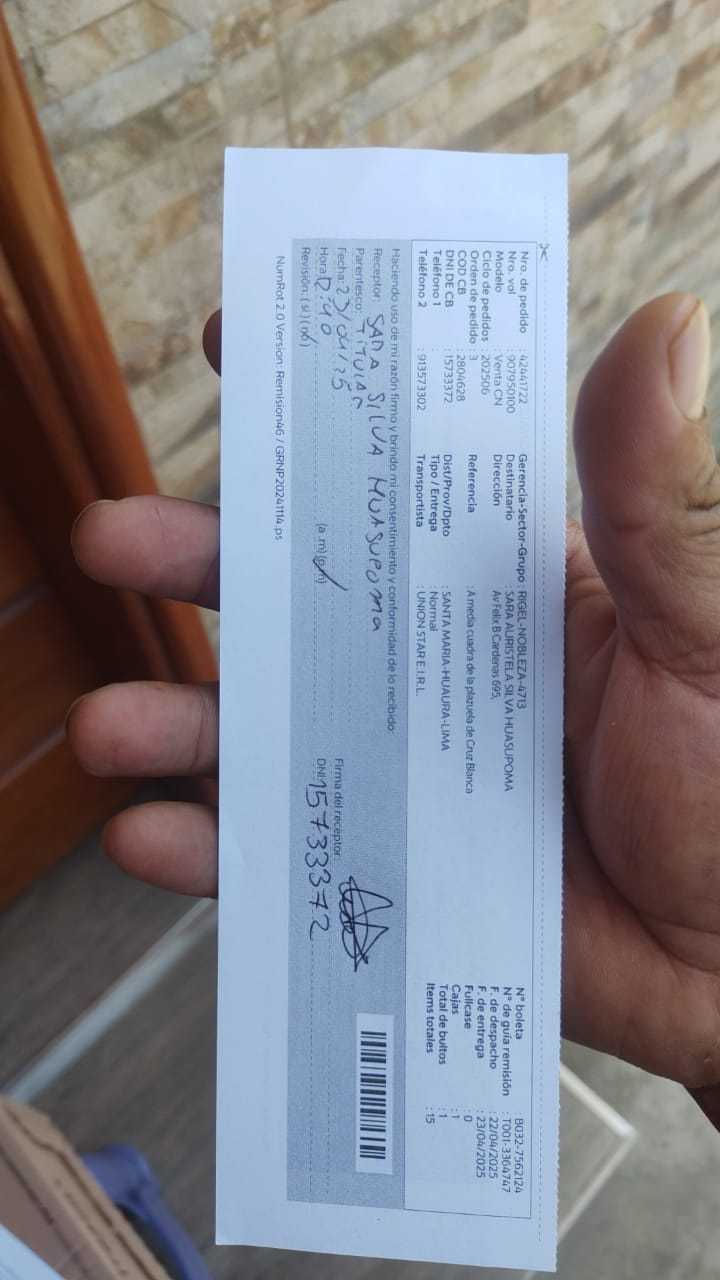 Nro. de pedido : 42441722
Nro. vol : 907950100
Modelo : Venta CN
Ciclo de pedidos : 202506
Orden de pedido : 3
COD CB : 2804628
DNI DE CB : 15733372
Teléfono 1 :
Teléfono 2 : 913573302
Gerencia-Sector-Grupo : RIGEL-NOBLEZA-4713
Destinatario : SARA AURISTELA SILVA HUASUPOMA
Dirección : Av Felix B Cardenas 695,
Referencia : A media cuadra de la plazuela de Cruz Blanca
Dist/Prov/Dpto : SANTA MARIA-HUAURA-LIMA
Tipo / Entrega : Normal
Transportista : UNION STAR E.I.R.L.
N° boleta : B032-7562124
N° de guía remisión : T001-3364747
F. de despacho : 22/04/2025
F. de entrega : 23/04/2025
Fullcase : 0
Cajas : 1
Total de bultos : 1
Items totales : 15
Haciendo uso de mi razón firmo y brindo mi consentimiento y conformidad de lo recibido:
Receptor: SARA SILVA HUASUPOMA
Parentesco: TITULAR
Fecha: 23/04/25
Hora: 12:40 (a.m) (p.m)
Revisión: (si) (no)
Firma del receptor:
DNI: 15733372
NumRot 2.0 Version: Remision46 / GRNP20241114.ps